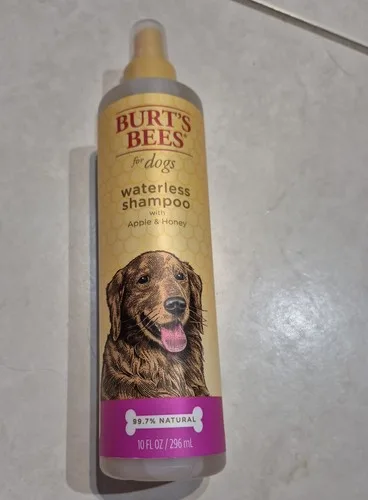 BURT'S
BEES®
for dogs
waterless
shampoo
with
Apple & Honey
99.7% NATURAL
10 FL OZ / 296 mL